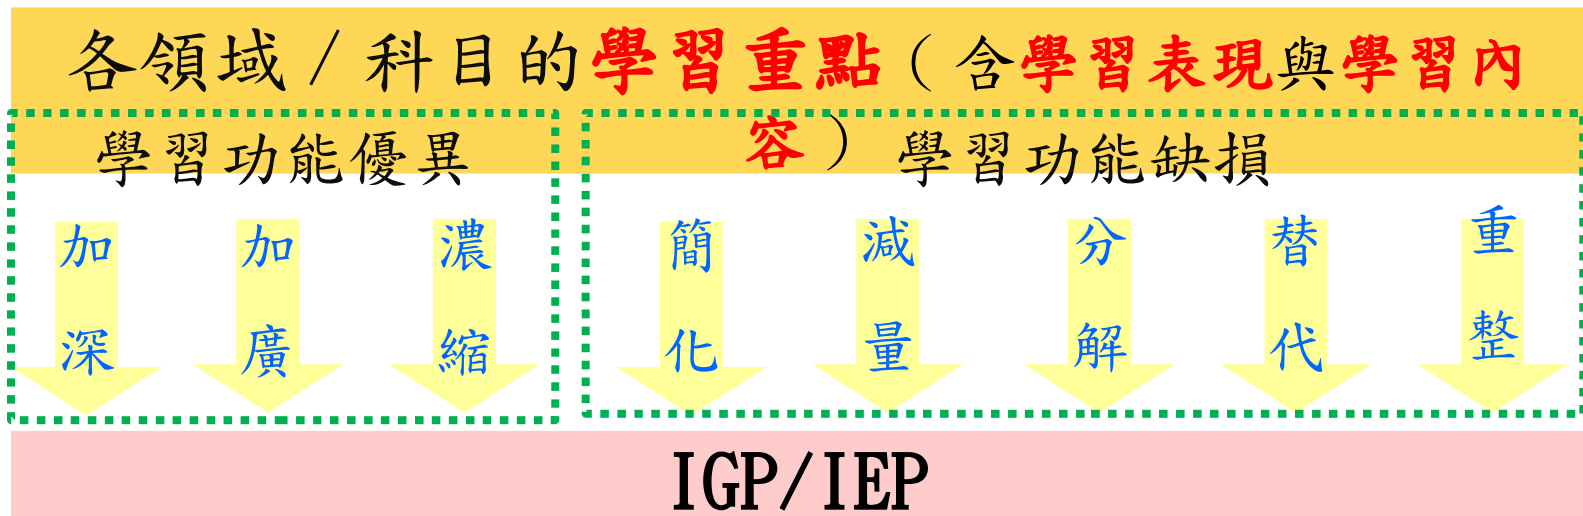 各領域/科目的學習重點(含學習表現與學習內
容)
學習功能優異
學習功能缺損
加深
加廣
濃縮
簡化
減量
分解
替代
重整
IGP/IEP